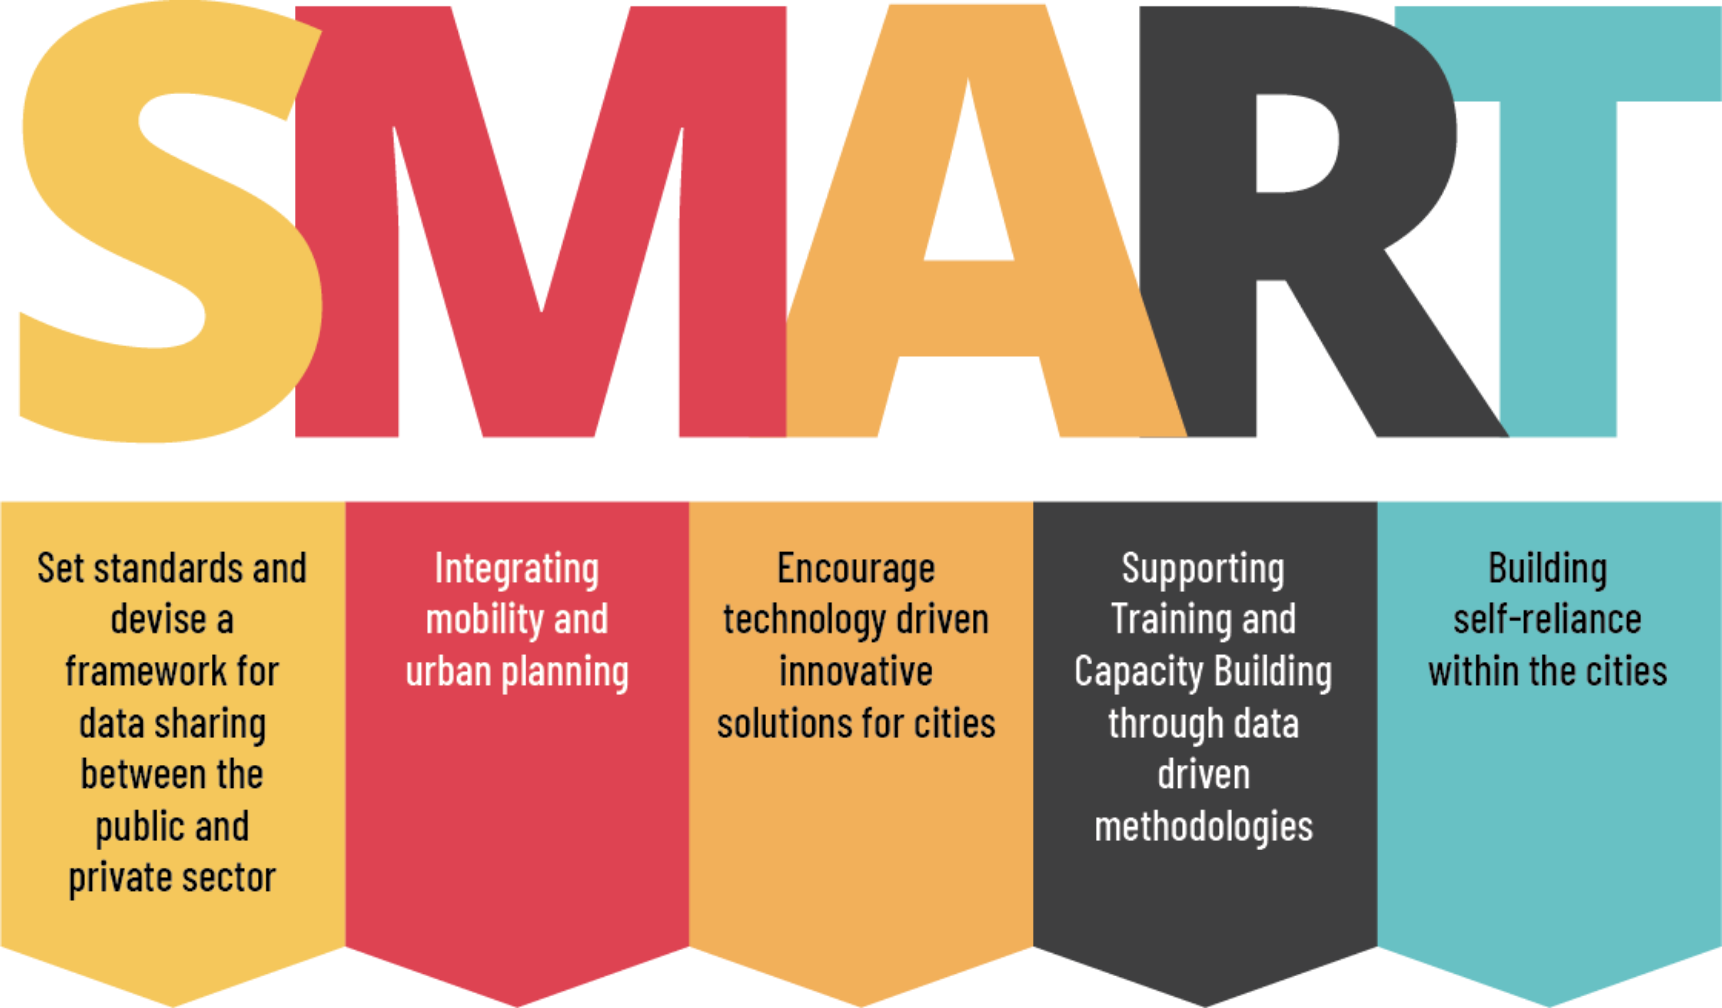 SMART
Set standards and
devise a
framework for
data sharing
between the
public and
private sector
Integrating
mobility and
urban planning
Encourage
technology driven
innovative
solutions for cities
Supporting
Training and
Capacity Building
through data
driven
methodologies
Building
self-reliance
within the cities